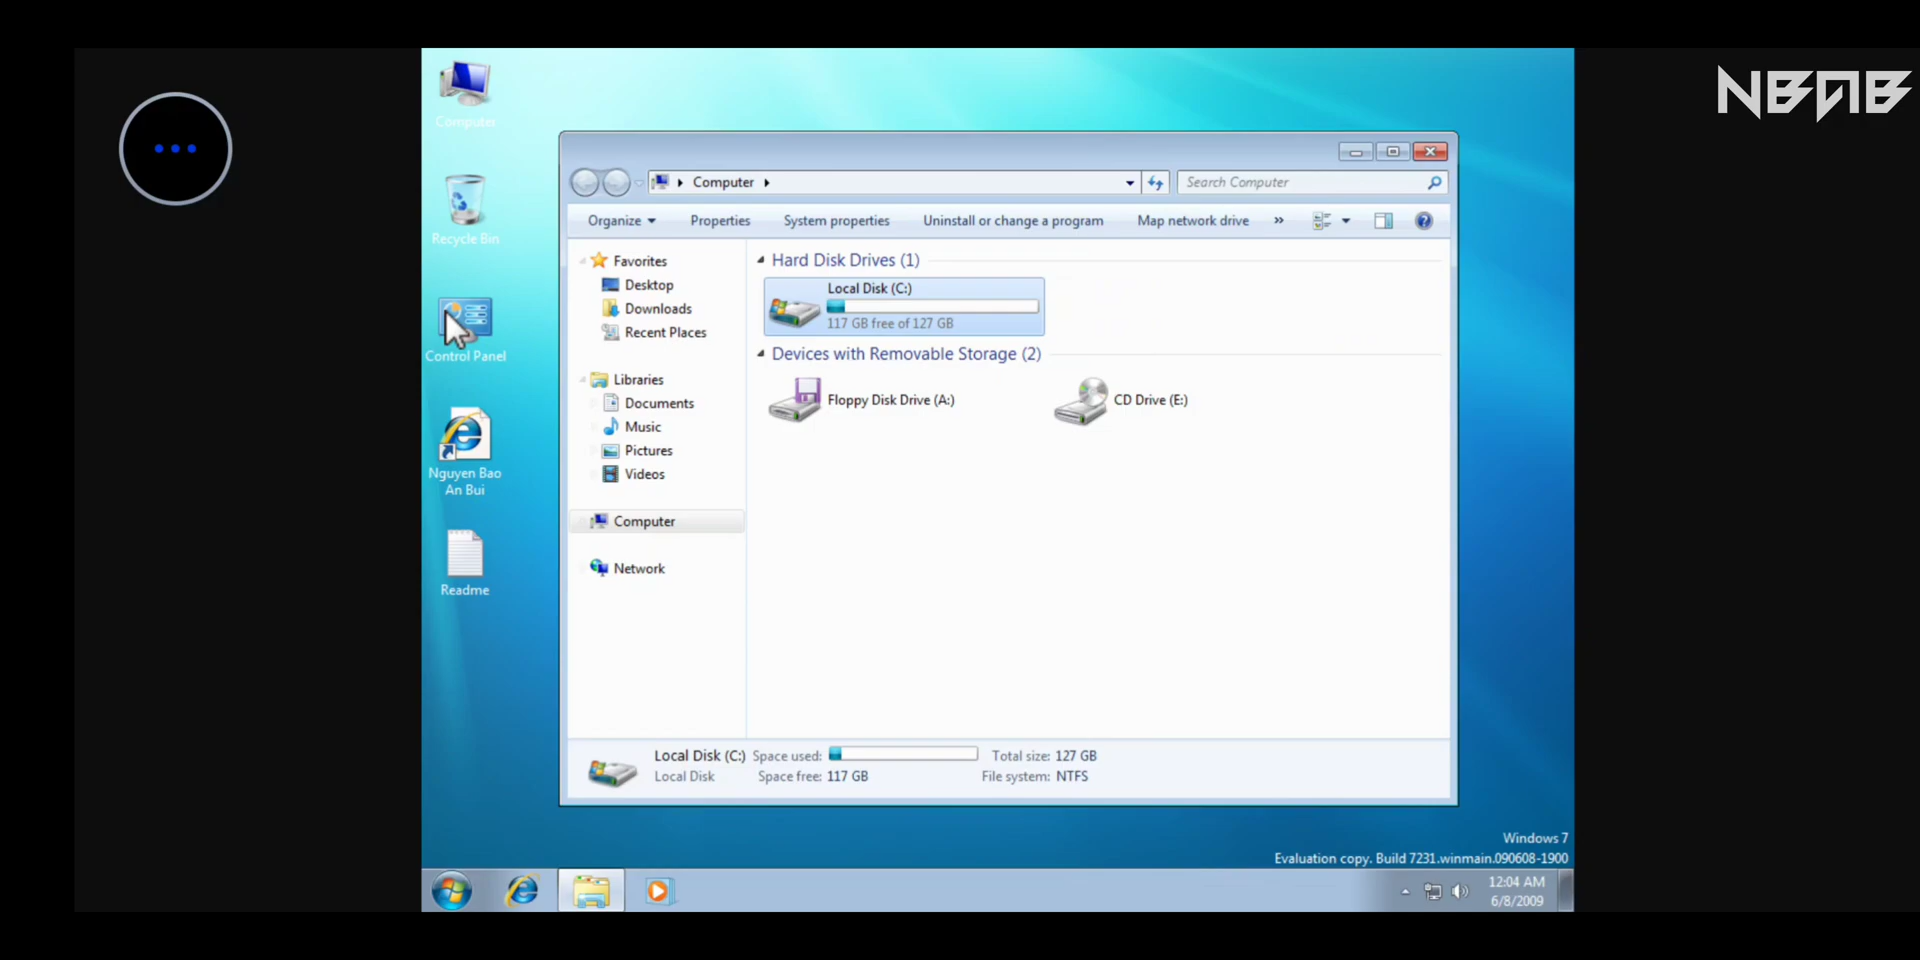 NBAB
Computer
Recycle Bin
Control Panel
Nguyen Bao
An Bui
Readme
Computer
Search Computer
Organize
Properties
System properties
Uninstall or change a program
Map network drive
»
Favorites
Desktop
Downloads
Recent Places
Libraries
Documents
Music
Pictures
Videos
Computer
Network
Hard Disk Drives (1)
Local Disk (C:)
117 GB free of 127 GB
Devices with Removable Storage (2)
Floppy Disk Drive (A:)
CD Drive (E:)
Local Disk (C:) Space used: Total size: 127 GB
Local Disk Space free: 117 GB File system: NTFS
Windows 7
Evaluation copy. Build 7231.winmain.090608-1900
12:04 AM
6/8/2009